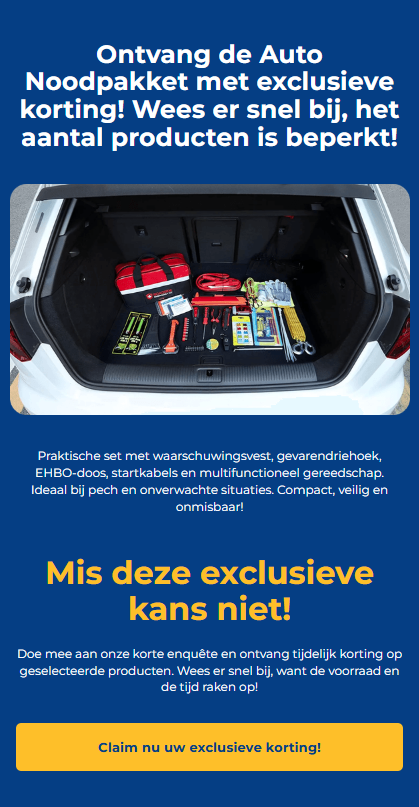 Ontvang de Auto
Noodpakket met exclusieve
korting! Wees er snel bij, het
aantal producten is beperkt!
Praktische set met waarschuwingsvest, gevarendriehoek,
EHBO-doos, startkabels en multifunctioneel gereedschap.
Ideaal bij pech en onverwachte situaties. Compact, veilig en
onmisbaar!
Mis deze exclusieve
kans niet!
Doe mee aan onze korte enquête en ontvang tijdelijk korting op
geselecteerde producten. Wees er snel bij, want de voorraad en
de tijd raken op!
Claim nu uw exclusieve korting!